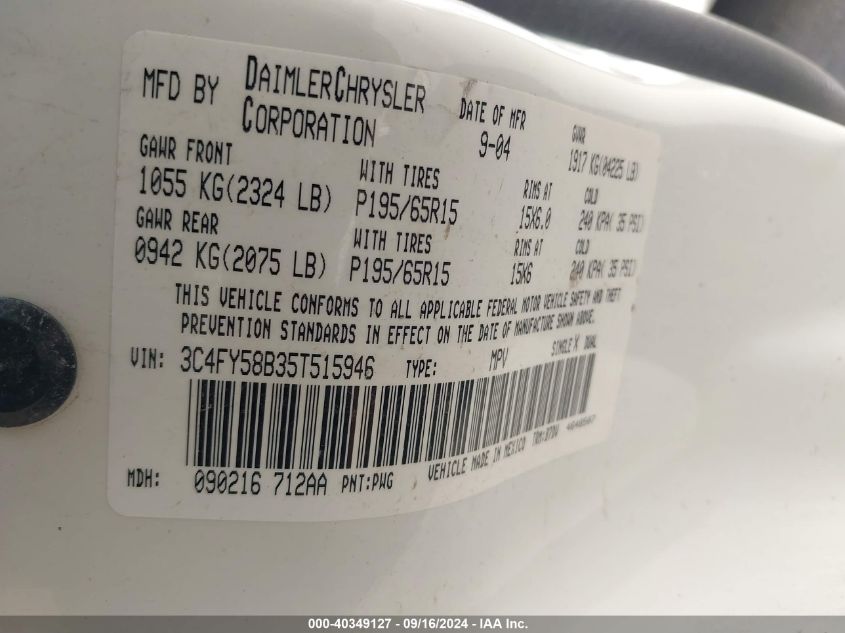 MFD BY DAIMLERCHRYSLER CORPORATION
DATE OF MFR 9-04
GVWR 1917 KG(04225 LB)
GAWR FRONT WITH TIRES RIMS AT COLD
1055 KG(2324 LB) P195/65R15 15X6.0 240 KPA( 35 PSI)
GAWR REAR WITH TIRES RIMS AT COLD
0942 KG(2075 LB) P195/65R15 15X6 240 KPA( 35 PSI)
THIS VEHICLE CONFORMS TO ALL APPLICABLE FEDERAL MOTOR VEHICLE SAFETY AND THEFT
PREVENTION STANDARDS IN EFFECT ON THE DATE OF MANUFACTURE SHOWN ABOVE.
VIN: 3C4FY58B35T515946 TYPE: MPV SINGLE X DUAL
MDH: 090216 712AA PNT:PWG VEHICLE MADE IN MEXICO
000-40349127 - 09/16/2024 - IAA Inc.